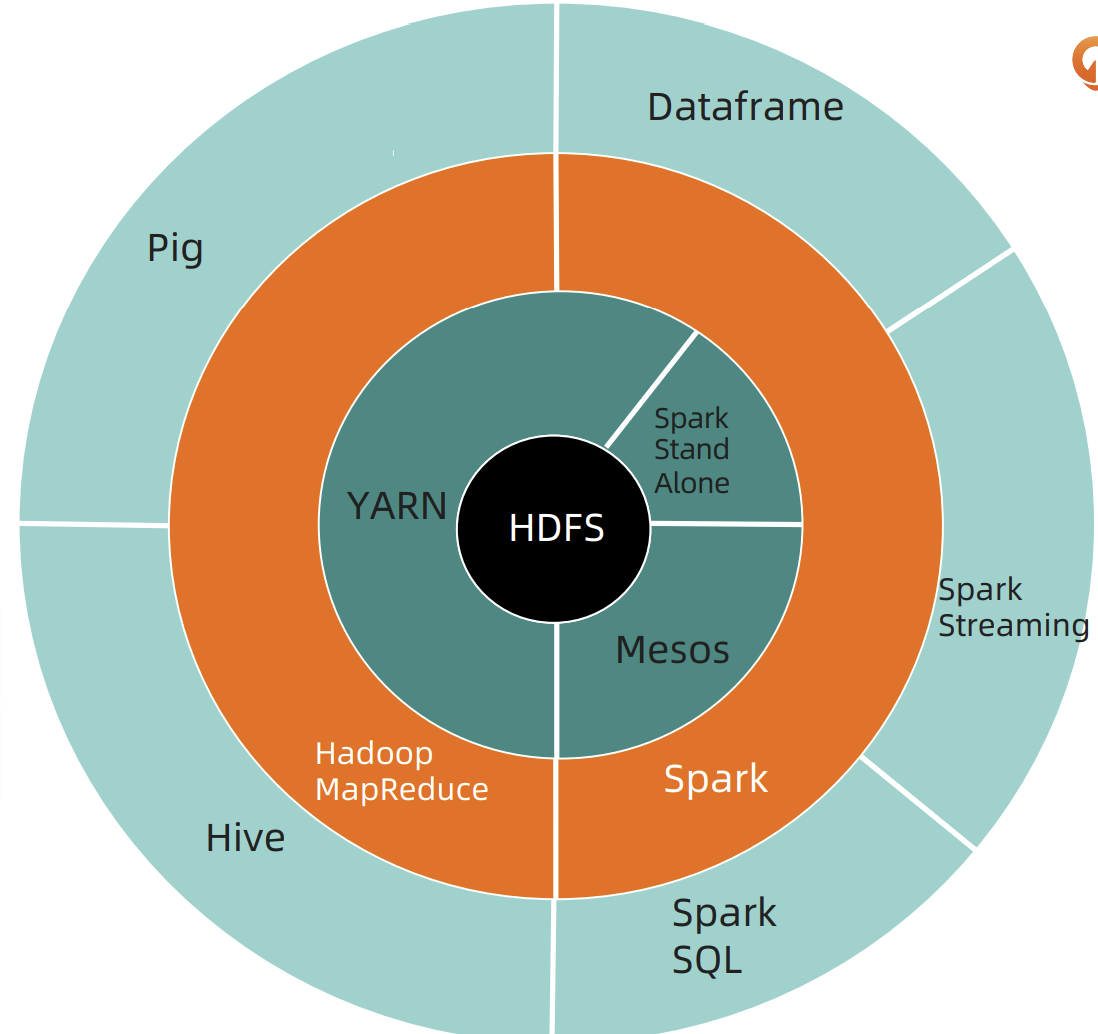 Dataframe
Pig
Spark
Stand
Alone
YARN
HDFS
Spark
Streaming
Mesos
Hadoop
MapReduce
Spark
Hive
Spark
SQL